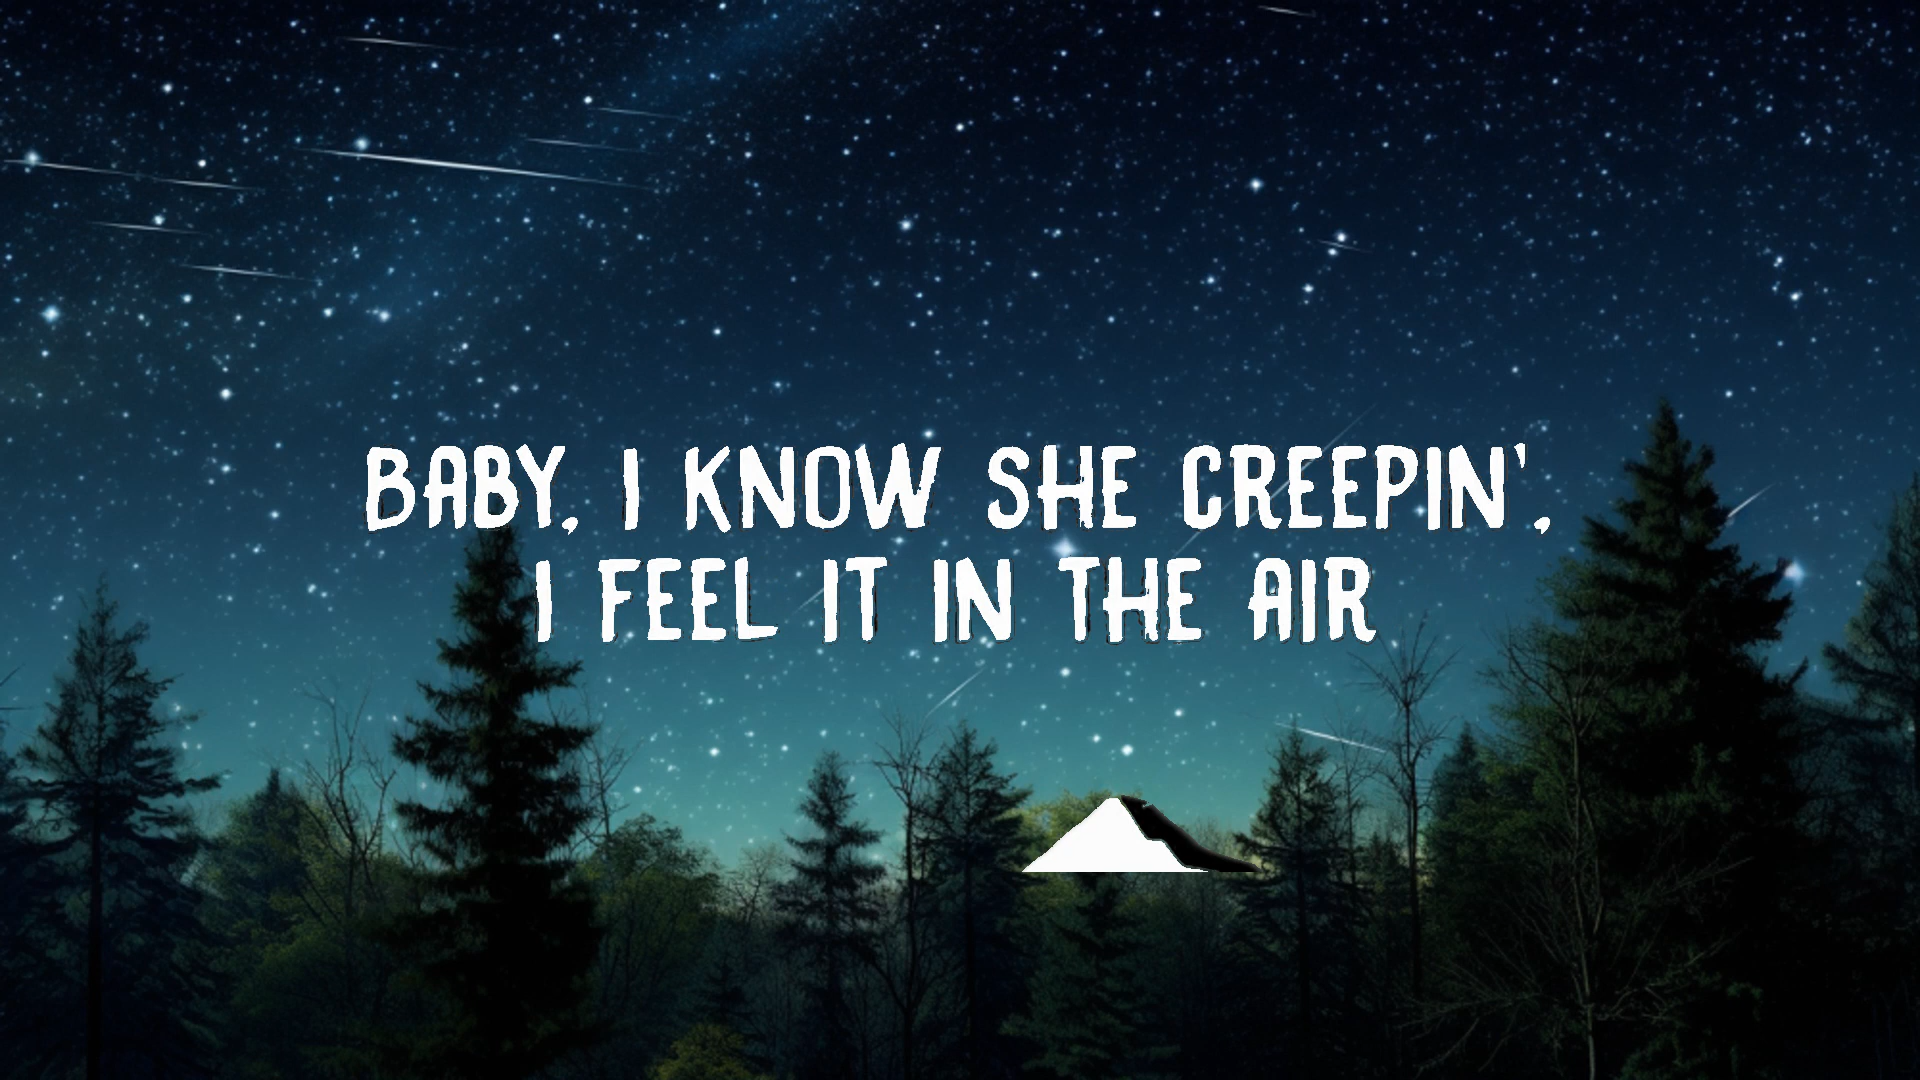 BABY, I KNOW SHE CREEPIN',
I FEEL IT IN THE AIR